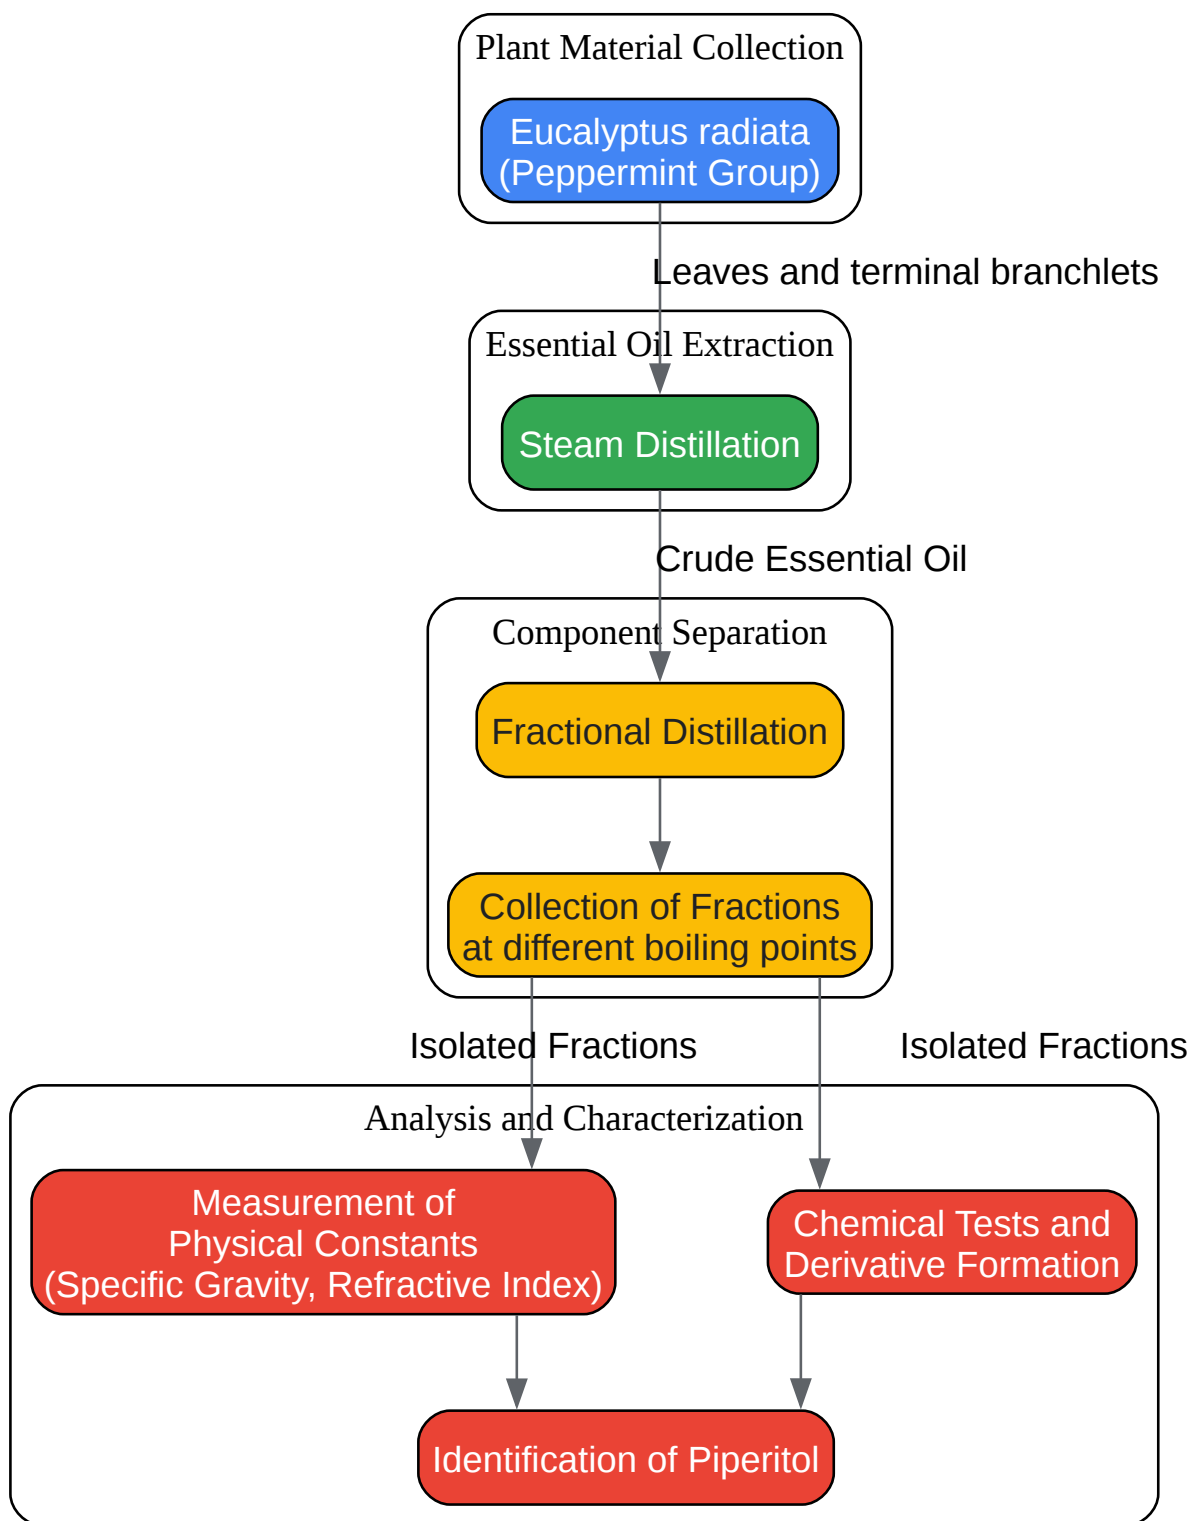 Plant Material Collection
Eucalyptus radiata
(Peppermint Group)
Leaves and terminal branchlets
Essential Oil Extraction
Steam Distillation
Crude Essential Oil
Component Separation
Fractional Distillation
Collection of Fractions
at different boiling points
Isolated Fractions
Isolated Fractions
Analysis and Characterization
Measurement of
Physical Constants
(Specific Gravity, Refractive Index)
Chemical Tests and
Derivative Formation
Identification of Piperitol